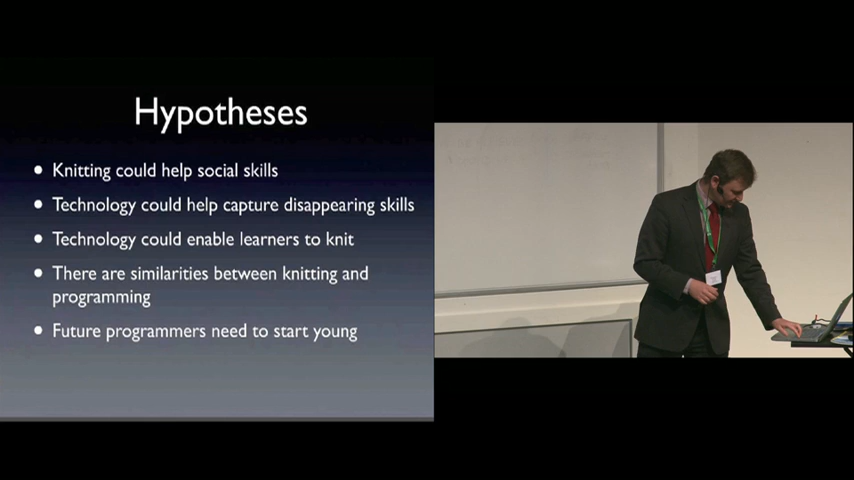 Hypotheses
• Knitting could help social skills
• Technology could help capture disappearing skills
• Technology could enable learners to knit
• There are similarities between knitting and
programming
• Future programmers need to start young